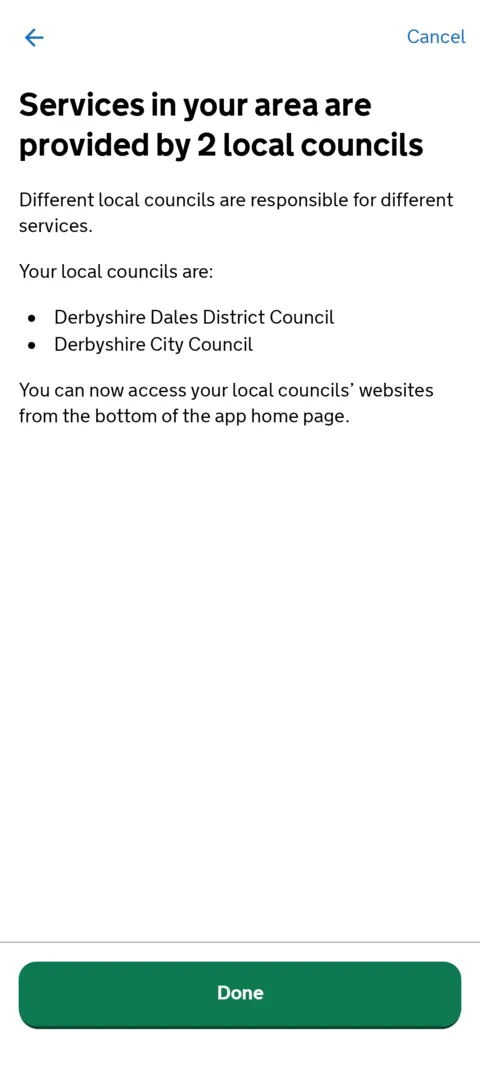 Cancel
Services in your area are
provided by 2 local councils
Different local councils are responsible for different
services.
Your local councils are:
• Derbyshire Dales District Council
• Derbyshire City Council
You can now access your local councils’ websites
from the bottom of the app home page.
Done